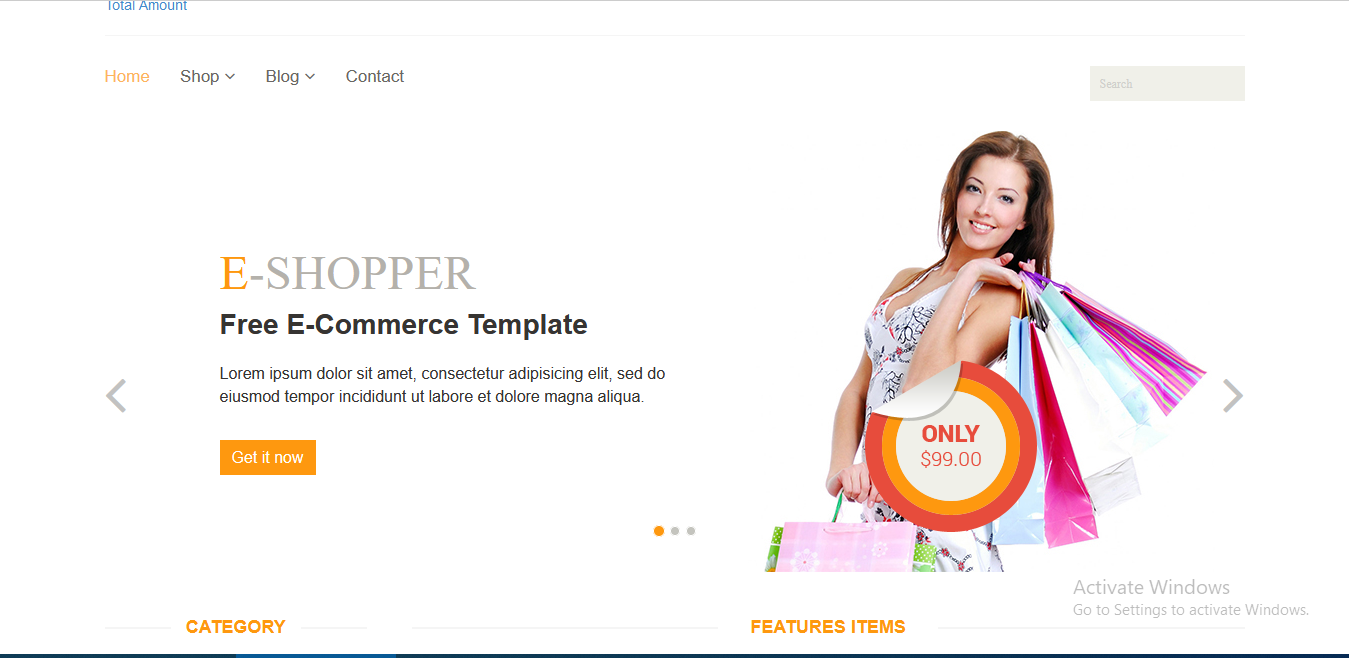 Total Amount
Home Shop Blog Contact
Search
E-SHOPPER
Free E-Commerce Template
Lorem ipsum dolor sit amet, consectetur adipisicing elit, sed do
eiusmod tempor incididunt ut labore et dolore magna aliqua.
Get it now
ONLY
$99.00
Activate Windows
Go to Settings to activate Windows.
CATEGORY
FEATURES ITEMS